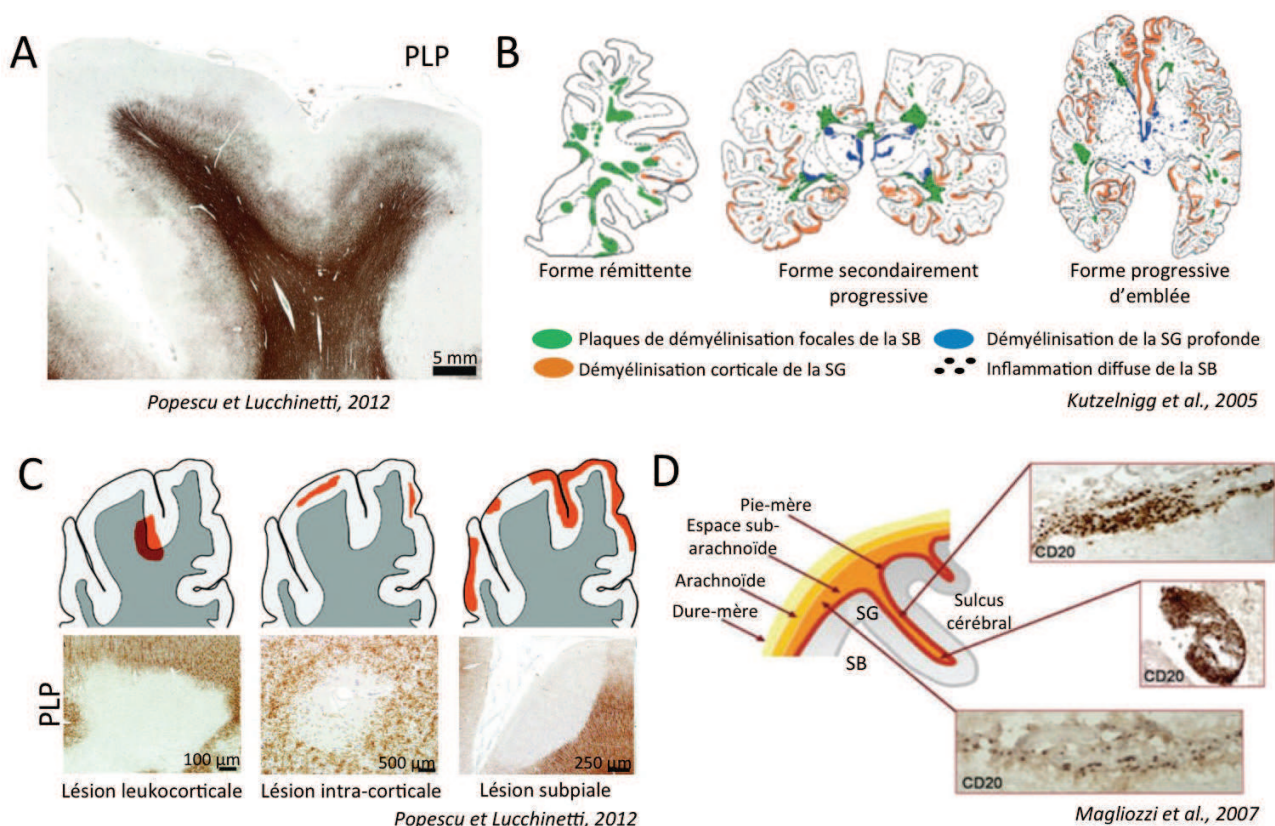 A
PLP
5 mm
Popescu et Lucchinetti, 2012
B
Forme rémittente
Forme secondairement
progressive
Forme progressive
d'emblée
Plaques de démyélinisation focales de la SB
Démyélinisation de la SG profonde
Démyélinisation corticale de la SG
Inflammation diffuse de la SB
Kutzelnigg et al., 2005
C
PLP
100 µm
500 µm
250 µm
Lésion leukocorticale
Lésion intra-corticale
Lésion subpiale
Popescu et Lucchinetti, 2012
D
Pie-mère
Espace sub-
arachnoïde
Arachnoïde
Dure-mère
SG
SB
Sulcus
cérébral
CD20
CD20
CD20
Magliozzi et al., 2007